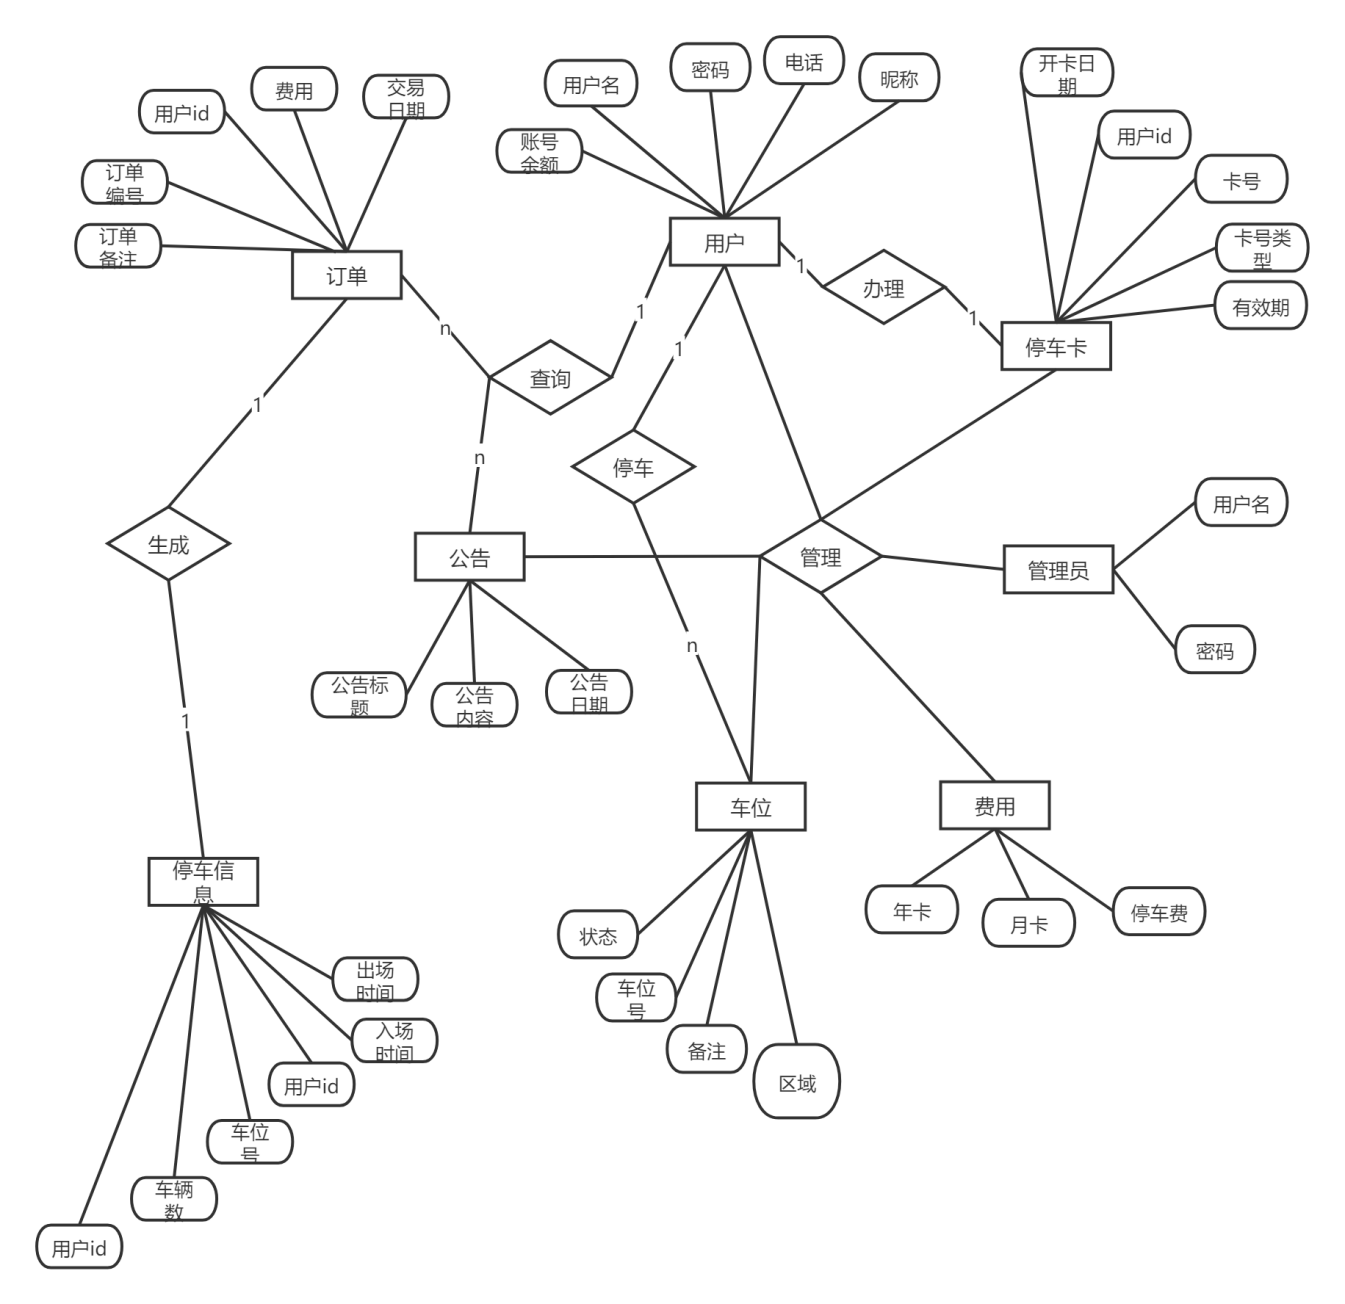 用户id
费用
交易
日期
订单
编号
订单
备注
订单
用户名
密码
电话
昵称
账号
余额
用户
开卡日
期
用户id
卡号
卡号类
型
有效期
停车卡
1
办理
1
n
查询
1
1
停车
n
n
1
生成
1
公告
管理
管理员
用户名
密码
公告标
题
公告
内容
公告
日期
车位
费用
年卡
月卡
停车费
状态
车位
号
备注
区域
停车信
息
出场
时间
入场
时间
用户id
车位
号
车辆
数
用户id